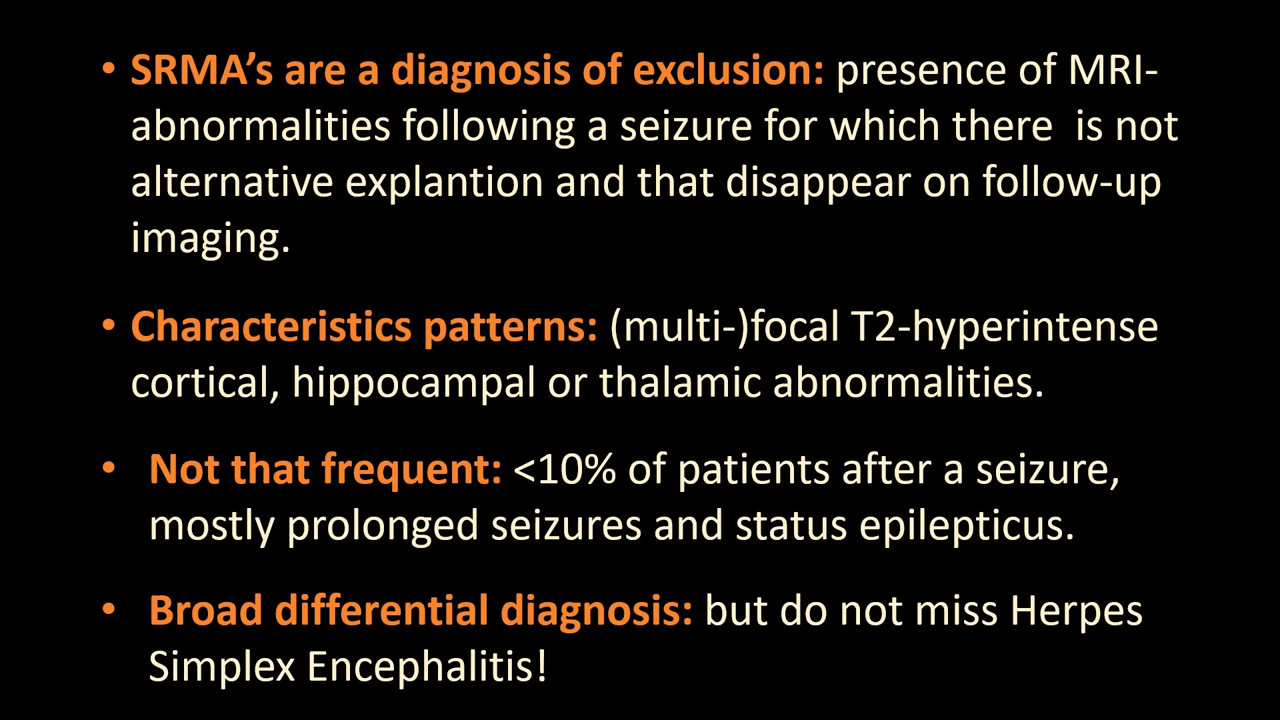 • SRMA’s are a diagnosis of exclusion: presence of MRI-
abnormalities following a seizure for which there  is not
alternative explantion and that disappear on follow-up
imaging.
• Characteristics patterns: (multi-)focal T2-hyperintense
cortical, hippocampal or thalamic abnormalities.
• Not that frequent: <10% of patients after a seizure,
mostly prolonged seizures and status epilepticus.
• Broad differential diagnosis: but do not miss Herpes
Simplex Encephalitis!